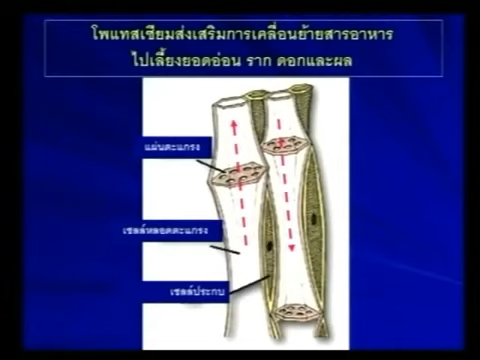 โพแทสเซียมส่งเสริมการเคลื่อนย้ายสารอาหาร
ไปเลี้ยงยอดอ่อน ราก ดอกและผล
แผ่นตะแกรง
เซลล์หลอดตะแกรง
เซลล์ประกบ